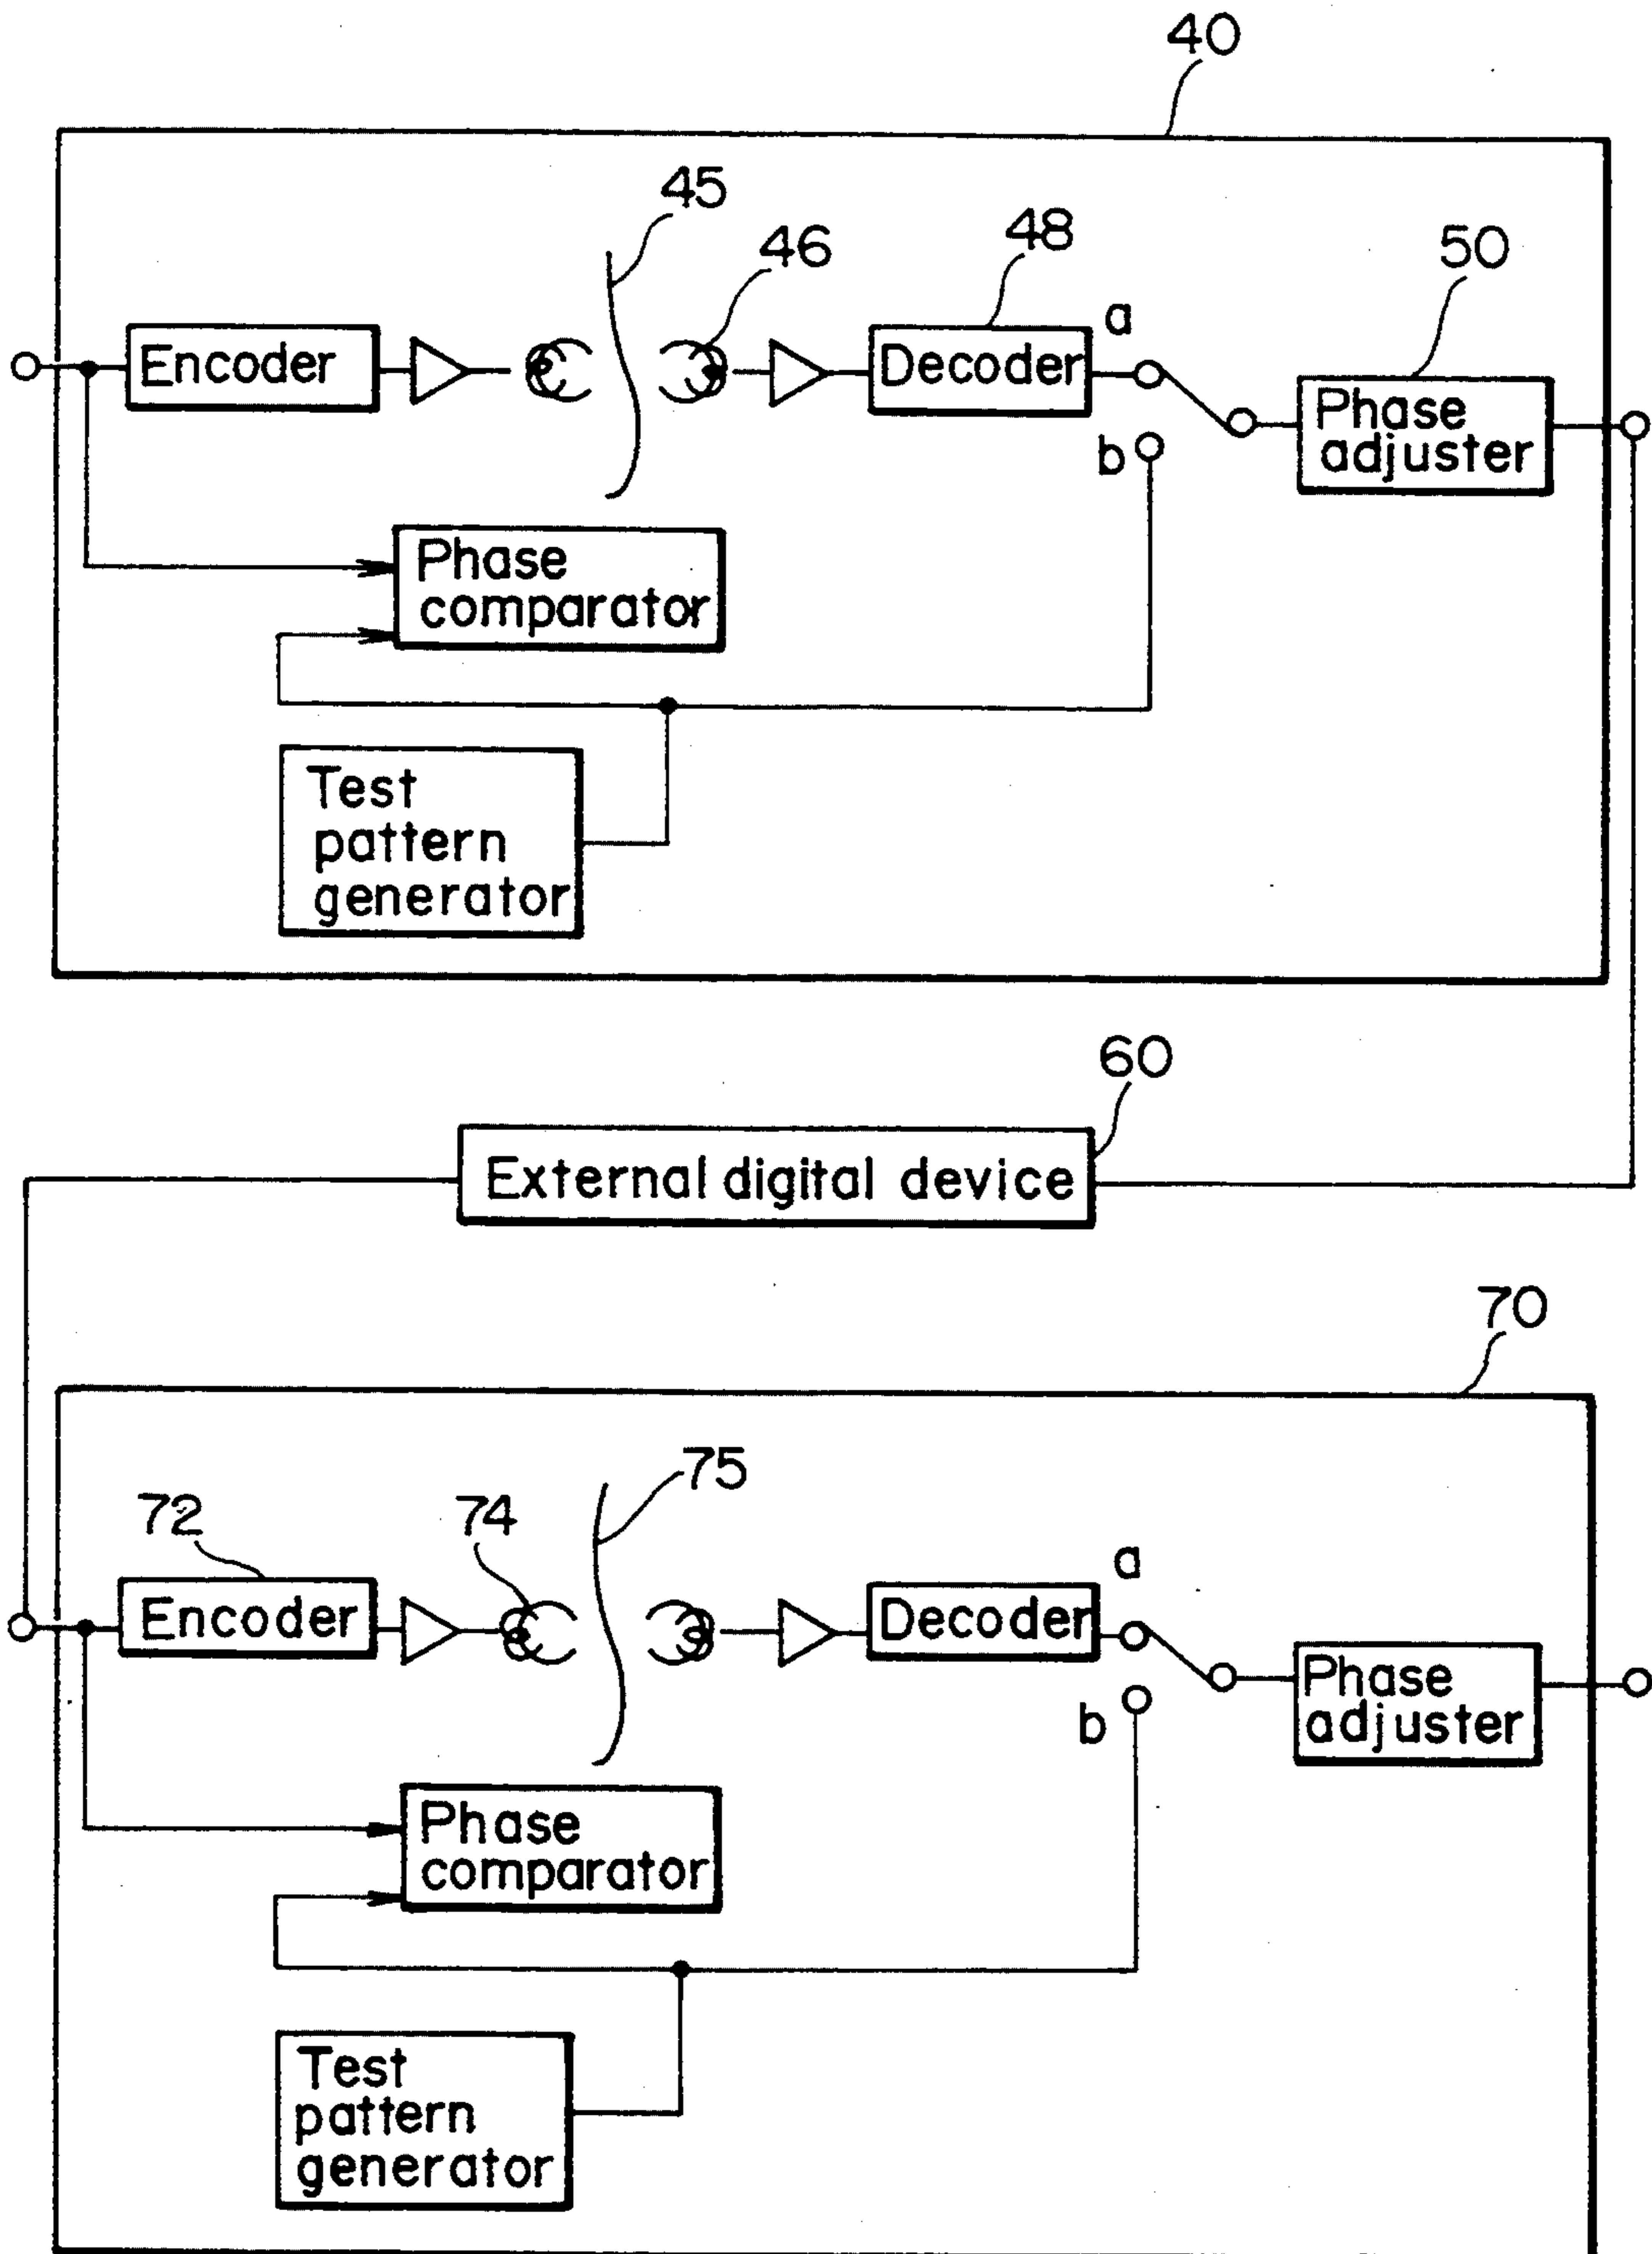 40
45
46
48
50
a
Encoder
Decoder
b
Phase
adjuster
Phase
comparator
Test
pattern
generator
60
External digital device
70
75
72
74
a
Encoder
Decoder
b
Phase
adjuster
Phase
comparator
Test
pattern
generator